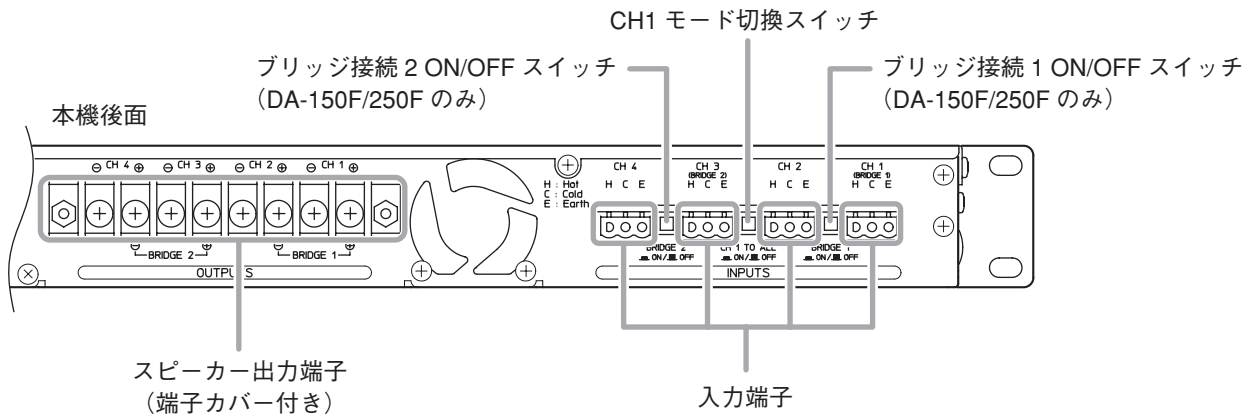 CH1 モード切換スイッチ
ブリッジ接続 2 ON/OFF スイッチ
（DA-150F/250F のみ）
ブリッジ接続 1 ON/OFF スイッチ
（DA-150F/250F のみ）
本機後面
⊖ CH 4 ⊕ ⊖ CH 3 ⊕ ⊖ CH 2 ⊕ ⊖ CH 1 ⊕
⊖ BRIDGE 2 ⊕ ⊖ BRIDGE 1 ⊕
OUTPUTS
H : Hot
C : Cold
E : Earth
CH 4 CH 3 CH 2 CH 1
(BRIDGE 2) (BRIDGE 1)
H C E H C E H C E H C E
BRIDGE 2 CH 1 TO ALL BRIDGE 1
ON/OFF ON/OFF ON/OFF
INPUTS
スピーカー出力端子
（端子カバー付き）
入力端子